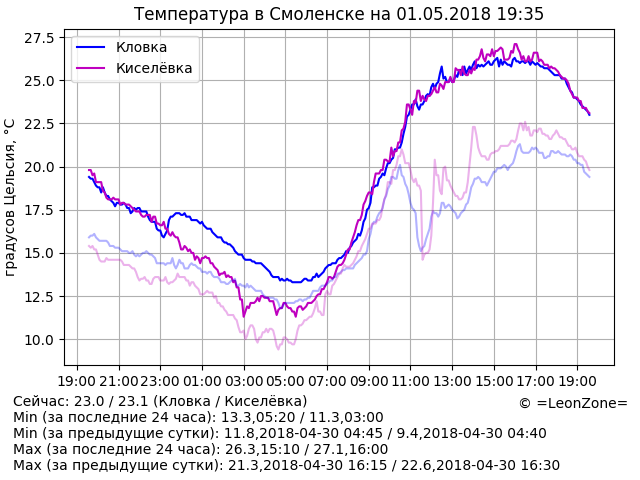 Температура в Смоленске на 01.05.2018 19:35
градусов Цельсия, °C
27.5
25.0
22.5
20.0
17.5
15.0
12.5
10.0
Кловка
Киселёвка
19:00 21:00 23:00 01:00 03:00 05:00 07:00 09:00 11:00 13:00 15:00 17:00 19:00
Сейчас: 23.0 / 23.1 (Кловка / Киселёвка)
© =LeonZone=
Min (за последние 24 часа): 13.3,05:20 / 11.3,03:00
Min (за предыдущие сутки): 11.8,2018-04-30 04:45 / 9.4,2018-04-30 04:40
Max (за последние 24 часа): 26.3,15:10 / 27.1,16:00
Max (за предыдущие сутки): 21.3,2018-04-30 16:15 / 22.6,2018-04-30 16:30